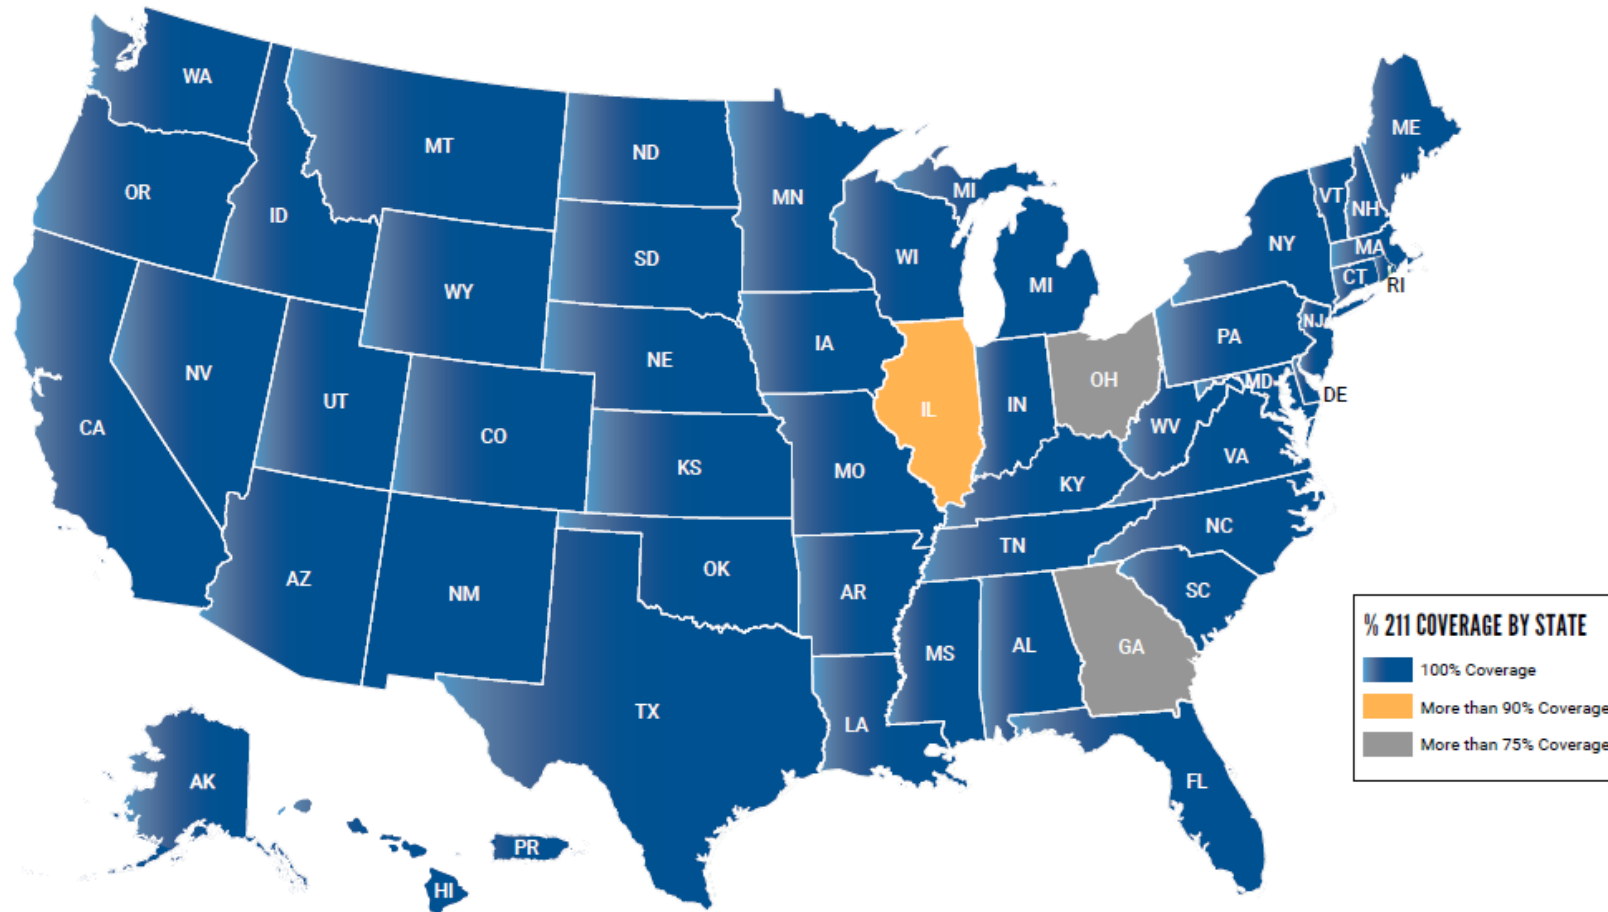 WA
MT
ND
ME
OR
ID
MN
MI
VT
NH
NY
MA
SD
WI
CT
RI
WY
MI
NJ
PA
IA
NE
NV
OH
MD
DE
UT
IN
IL
CA
CO
WV
VA
KS
MO
KY
NC
TN
OK
AZ
NM
AR
SC
MS
AL
GA
TX
LA
FL
AK
PR
HI
% 211 COVERAGE BY STATE
100% Coverage
More than 90% Coverage
More than 75% Coverage